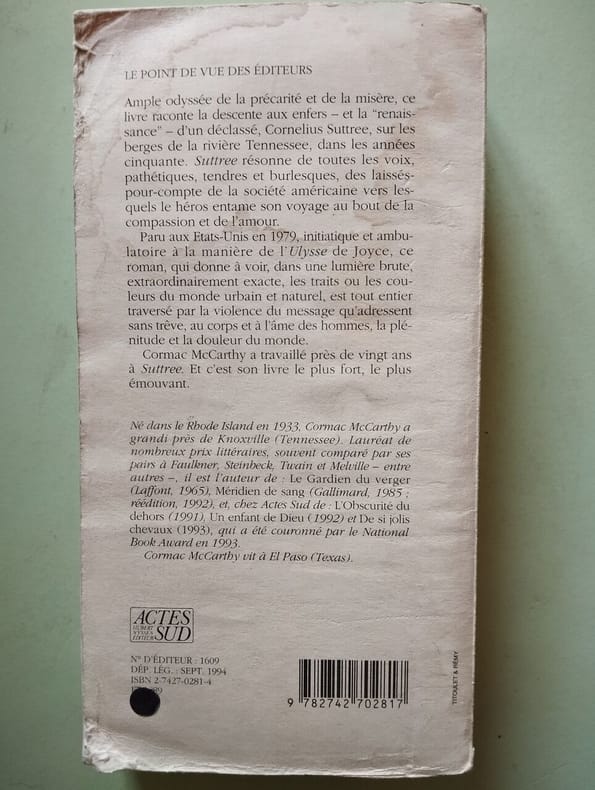 LE POINT DE VUE DES ÉDITEURS
Ample odyssée de la précarité et de la misère, ce
livre raconte la descente aux enfers – et la “renais-
sance” – d'un déclassé, Cornelius Suttree, sur les
berges de la rivière Tennessee, dans les années
cinquante. Suttree résonne de toutes les voix,
pathétiques, tendres et burlesques, des laissés-
pour-compte de la société américaine vers les-
quels le héros entame son voyage au bout de la
compassion et de l'amour.
Paru aux Etats-Unis en 1979, initiatique et ambu-
latoire à la manière de l'Ulysse de Joyce, ce
roman, qui donne à voir, dans une lumière brute,
extraordinairement exacte, les traits ou les cou-
leurs du monde urbain et naturel, est tout entier
traversé par la violence du message qu'adressent
sans trêve, au corps et à l'âme des hommes, la plé-
nitude et la douleur du monde.
Cormac McCarthy a travaillé près de vingt ans
à Suttree. Et c'est son livre le plus fort, le plus
émouvant.
Né dans le Rhode Island en 1933, Cormac McCarthy a
grandi près de Knoxville (Tennessee). Lauréat de
nombreux prix littéraires, souvent comparé par ses
pairs à Faulkner, Steinbeck, Twain et Melville – entre
autres –, il est l'auteur de : Le Gardien du verger
(Laffont, 1965), Méridien de sang (Gallimard, 1985 ;
réédition, 1992), et, chez Actes Sud de : L'Obscurité du
dehors (1991), Un enfant de Dieu (1992) et De si jolis
chevaux (1993), qui a été couronné par le National
Book Award en 1993.
Cormac McCarthy vit à El Paso (Texas).
ACTES
HUBERT
NYSSEN
ÉDITEUR
SUD
N° D'ÉDITEUR : 1609
DÉP. LÉG. : SEPT. 1994
ISBN 2-7427-0281-4
9 782742 702817
TITOULET & RÉMY